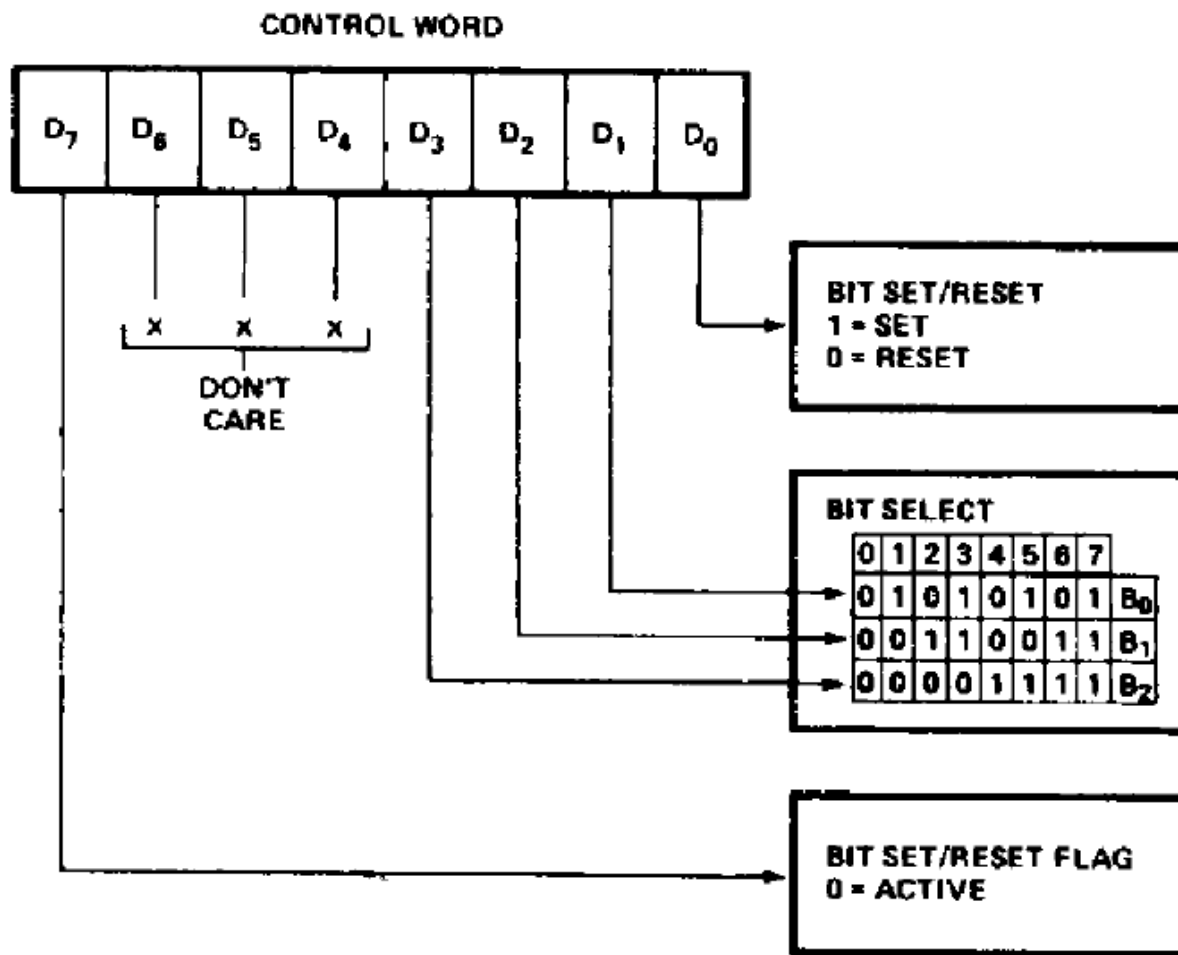 CONTROL WORD
D7 D6 D5 D4 D3 D2 D1 D0
X X X
DON'T
CARE
BIT SET/RESET
1 = SET
0 = RESET
BIT SELECT
0 1 2 3 4 5 6 7
0 1 0 1 0 1 0 1 B0
0 0 1 1 0 0 1 1 B1
0 0 0 0 1 1 1 1 B2
BIT SET/RESET FLAG
0 = ACTIVE